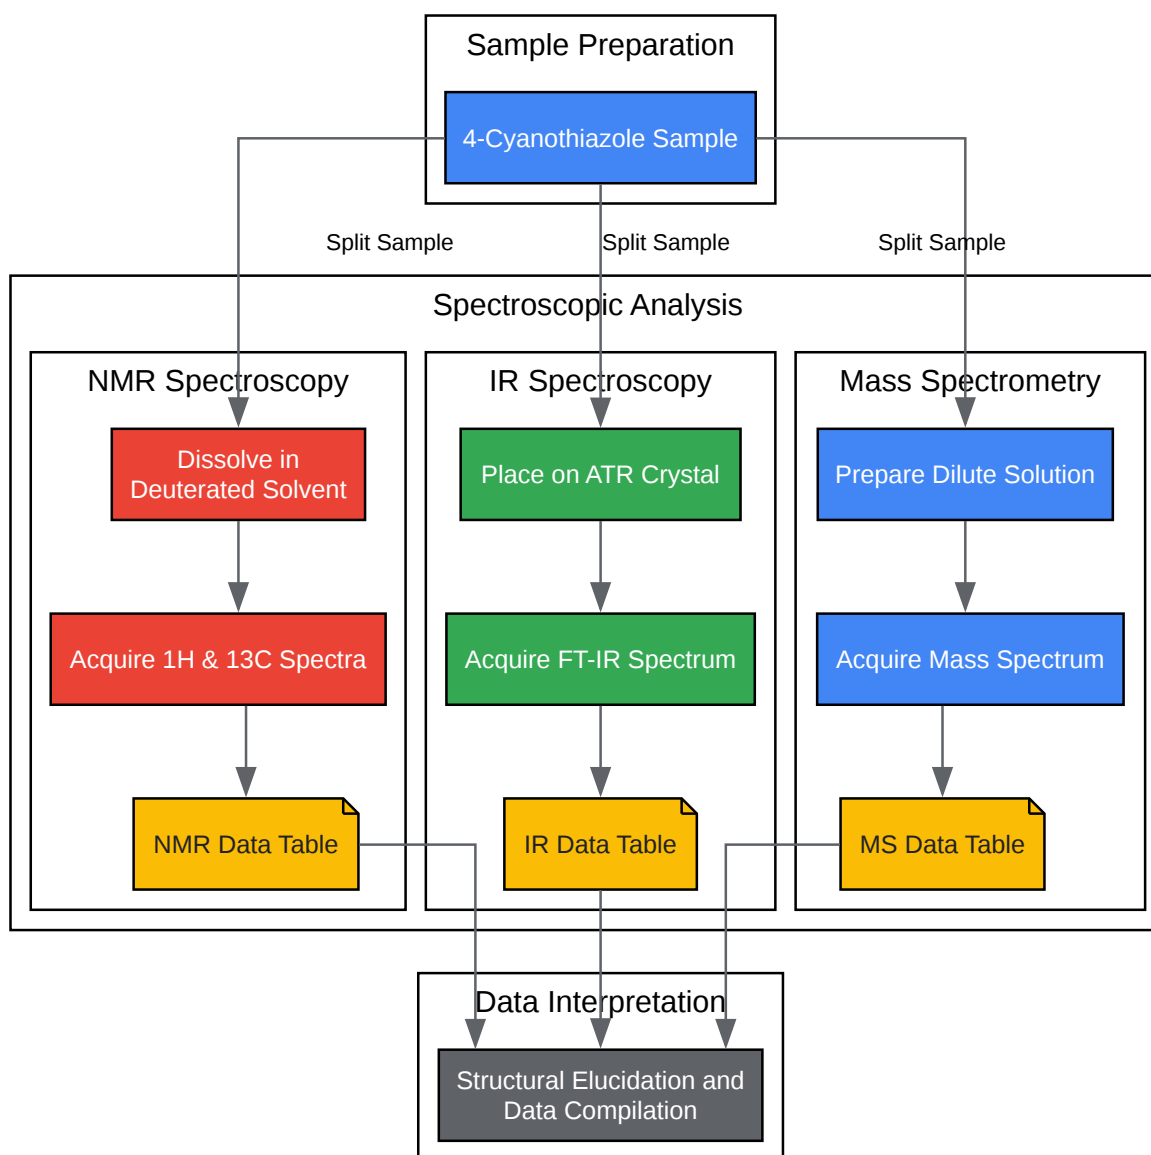 Sample Preparation
4-Cyanothiazole Sample
Split Sample
Split Sample
Split Sample
Spectroscopic Analysis
NMR Spectroscopy
Dissolve in
Deuterated Solvent
Acquire 1H & 13C Spectra
NMR Data Table
IR Spectroscopy
Place on ATR Crystal
Acquire FT-IR Spectrum
IR Data Table
Mass Spectrometry
Prepare Dilute Solution
Acquire Mass Spectrum
MS Data Table
Data Interpretation
Structural Elucidation and
Data Compilation